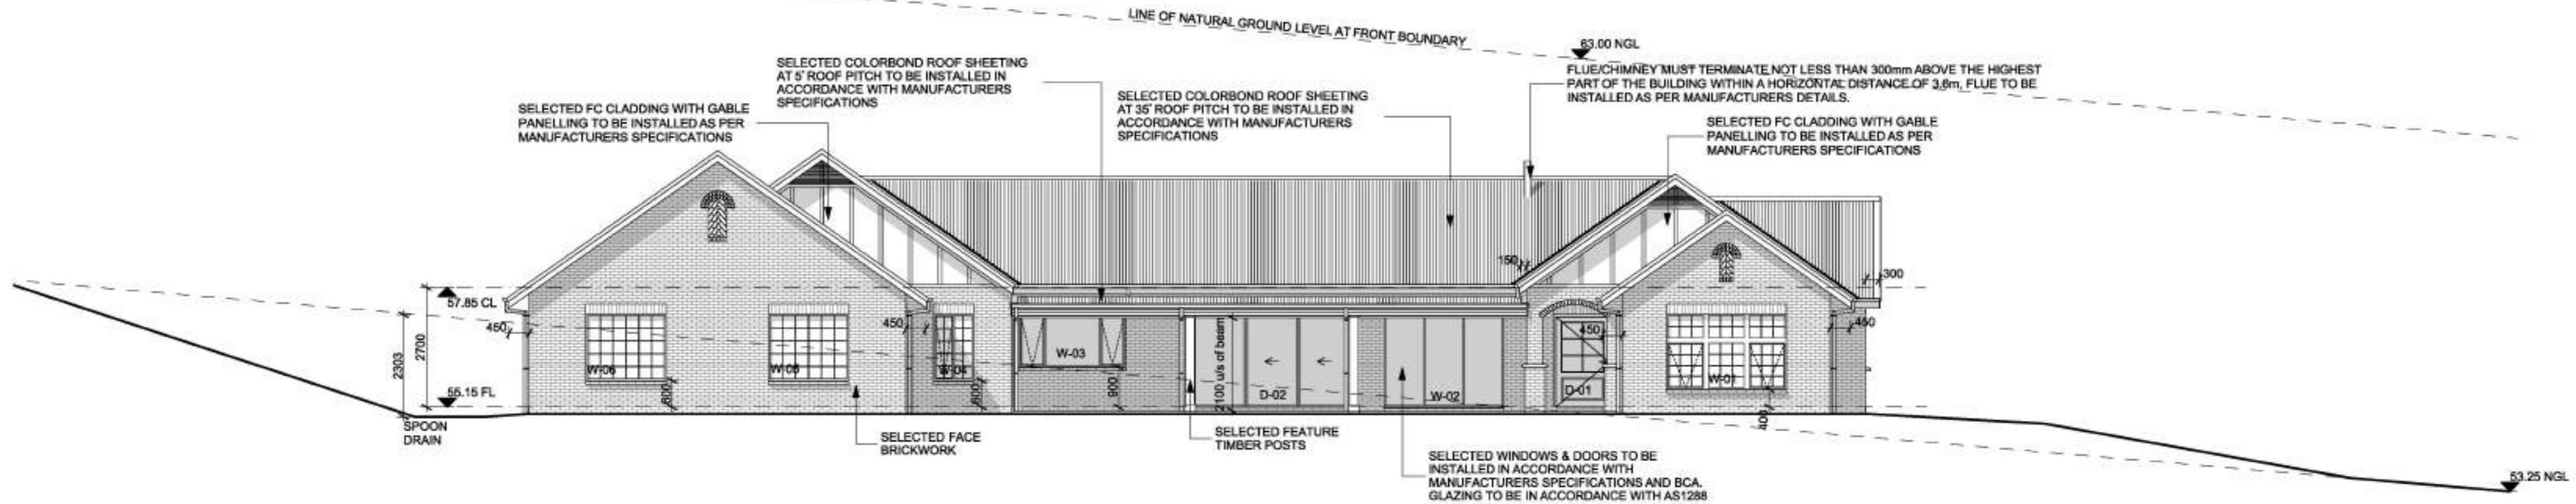 LINE OF NATURAL GROUND LEVEL AT FRONT BOUNDARY
63.00 NGL
SELECTED COLORBOND ROOF SHEETING
AT 5° ROOF PITCH TO BE INSTALLED IN
ACCORDANCE WITH MANUFACTURERS
SPECIFICATIONS
FLUE/CHIMNEY MUST TERMINATE NOT LESS THAN 300mm ABOVE THE HIGHEST
PART OF THE BUILDING WITHIN A HORIZONTAL DISTANCE OF 3.6m, FLUE TO BE
INSTALLED AS PER MANUFACTURERS DETAILS.
SELECTED COLORBOND ROOF SHEETING
AT 35° ROOF PITCH TO BE INSTALLED IN
ACCORDANCE WITH MANUFACTURERS
SPECIFICATIONS
SELECTED FC CLADDING WITH GABLE
PANELLING TO BE INSTALLED AS PER
MANUFACTURERS SPECIFICATIONS
SELECTED FC CLADDING WITH GABLE
PANELLING TO BE INSTALLED AS PER
MANUFACTURERS SPECIFICATIONS
150
300
57.85 CL
450
450
450
450
2303
2700
55.15 FL
W-06
600
W-05
W-04
600
W-03
900
2100 u/s of beam
D-02
W-02
D-01
W-01
400
SPOON
DRAIN
SELECTED FACE
BRICKWORK
SELECTED FEATURE
TIMBER POSTS
SELECTED WINDOWS & DOORS TO BE
INSTALLED IN ACCORDANCE WITH
MANUFACTURERS SPECIFICATIONS AND BCA.
GLAZING TO BE IN ACCORDANCE WITH AS1288
53.25 NGL